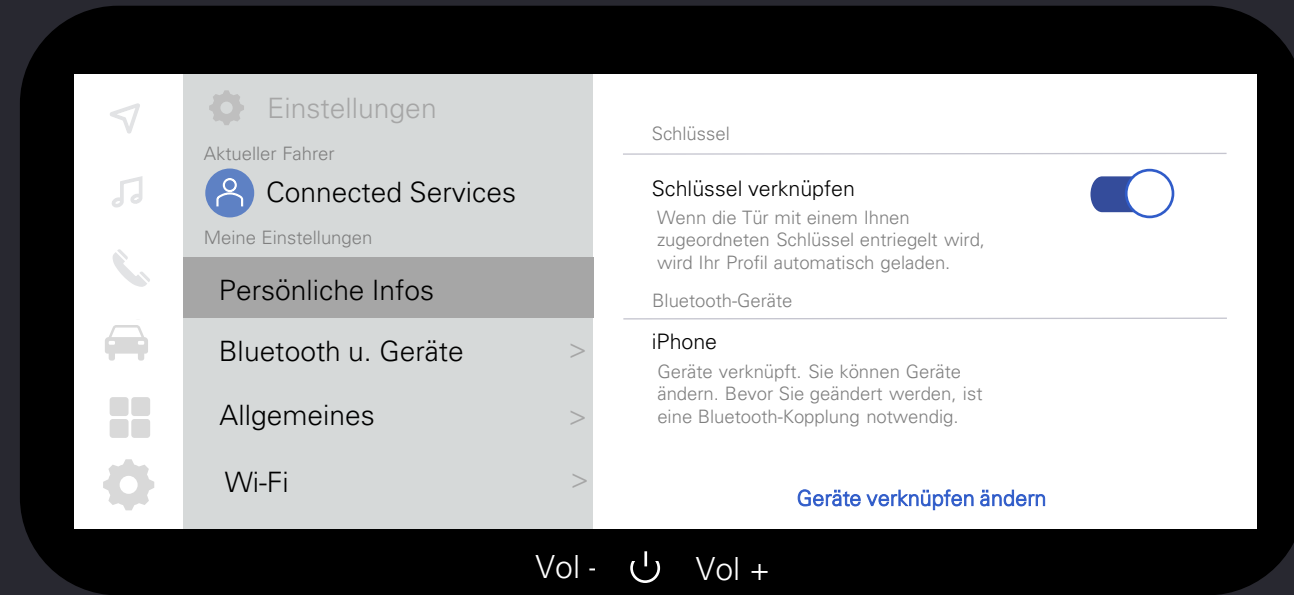 Einstellungen
Aktueller Fahrer
Connected Services
Meine Einstellungen
Persönliche Infos
Bluetooth u. Geräte >
Allgemeines >
Wi-Fi >
Schlüssel
Schlüssel verknüpfen
Wenn die Tür mit einem Ihnen
zugeordneten Schlüssel entriegelt wird,
wird Ihr Profil automatisch geladen.
Bluetooth-Geräte
iPhone
Geräte verknüpft. Sie können Geräte
ändern. Bevor Sie geändert werden, ist
eine Bluetooth-Kopplung notwendig.
Geräte verknüpfen ändern
Vol - Vol +